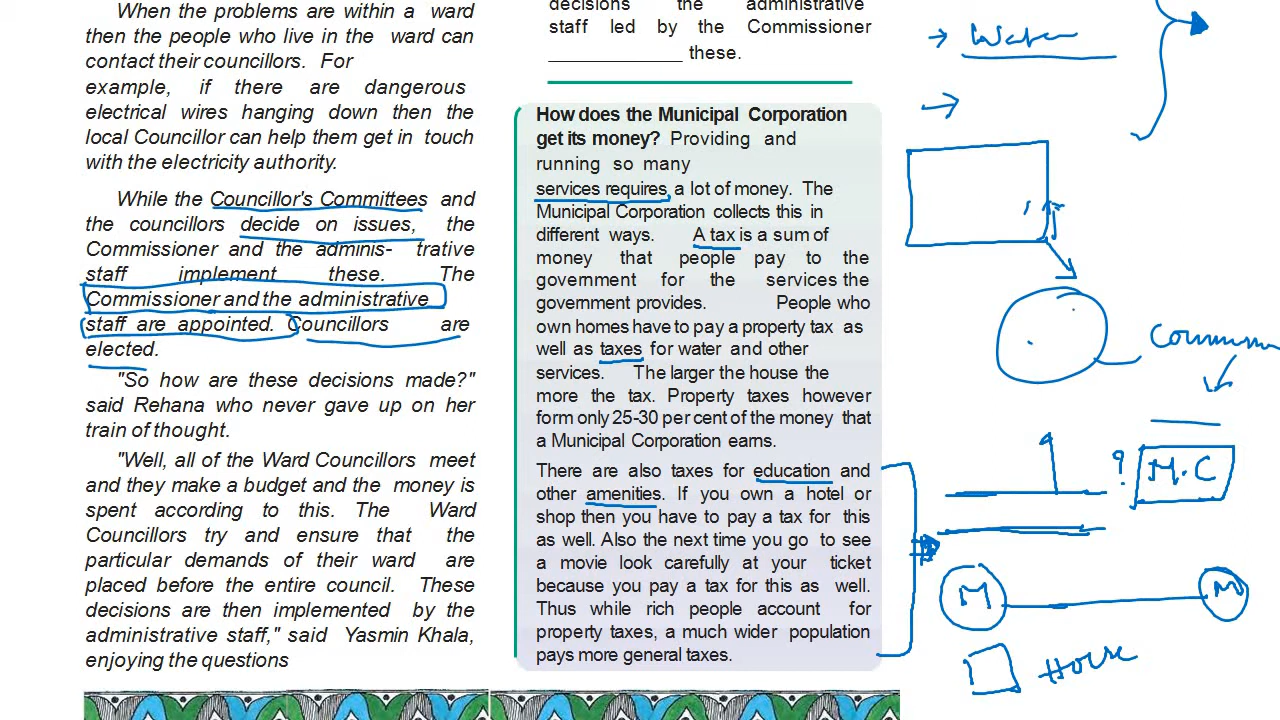 When the problems are within a ward
then the people who live in the ward can
contact their councillors. For
example, if there are dangerous
electrical wires hanging down then the
local Councillor can help them get in touch
with the electricity authority.
While the Councillor's Committees and
the councillors decide on issues, the
Commissioner and the adminis- trative
staff implement these. The
Commissioner and the administrative
staff are appointed. Councillors are
elected.
"So how are these decisions made?"
said Rehana who never gave up on her
train of thought.
"Well, all of the Ward Councillors meet
and they make a budget and the money is
spent according to this. The Ward
Councillors try and ensure that the
particular demands of their ward are
placed before the entire council. These
decisions are then implemented by the
administrative staff," said Yasmin Khala,
enjoying the questions
decisions the administrative
staff led by the Commissioner
______________ these.
How does the Municipal Corporation
get its money? Providing and
running so many
services requires a lot of money. The
Municipal Corporation collects this in
different ways. A tax is a sum of
money that people pay to the
government for the services the
government provides. People who
own homes have to pay a property tax as
well as taxes for water and other
services. The larger the house the
more the tax. Property taxes however
form only 25-30 per cent of the money that
a Municipal Corporation earns.
There are also taxes for education and
other amenities. If you own a hotel or
shop then you have to pay a tax for this
as well. Also the next time you go to see
a movie look carefully at your ticket
because you pay a tax for this as well.
Thus while rich people account for
property taxes, a much wider population
pays more general taxes.
→ Water
→
? M.C
M M
House